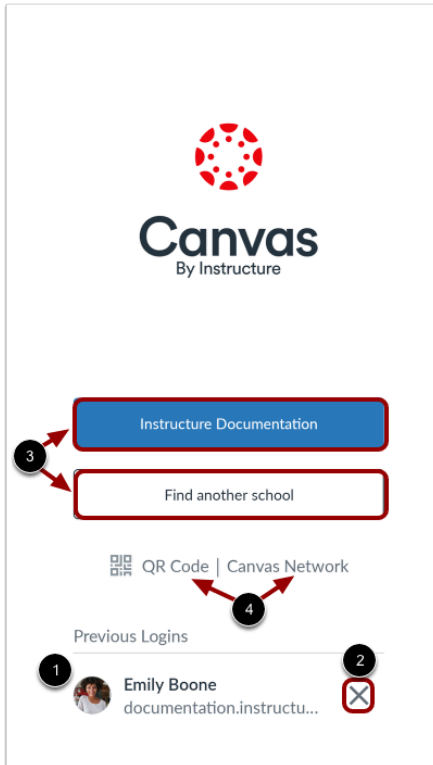 Canvas
By Instructure
Instructure Documentation
3
Find another school
QR Code | Canvas Network
4
Previous Logins
1
2
Emily Boone
documentation.instructu...